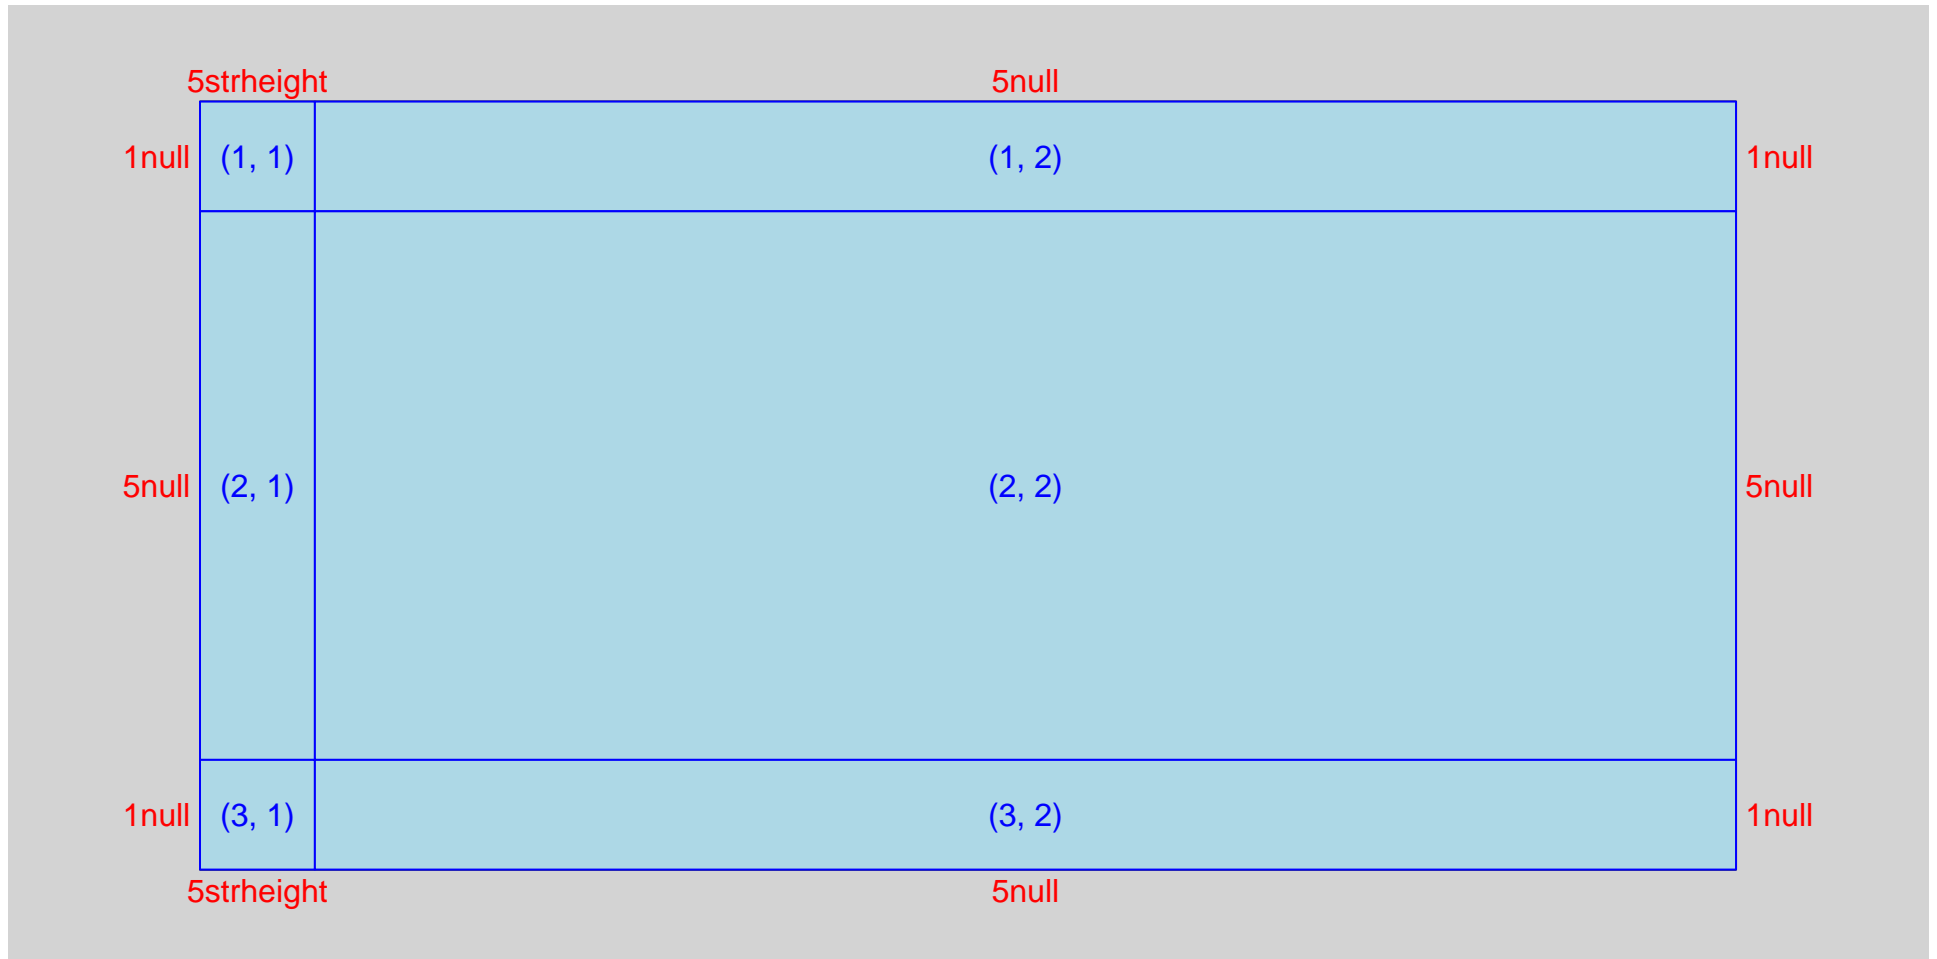 5strheight 5null
1null (1, 1) (1, 2) 1null
5null (2, 1) (2, 2) 5null
1null (3, 1) (3, 2) 1null
5strheight 5null